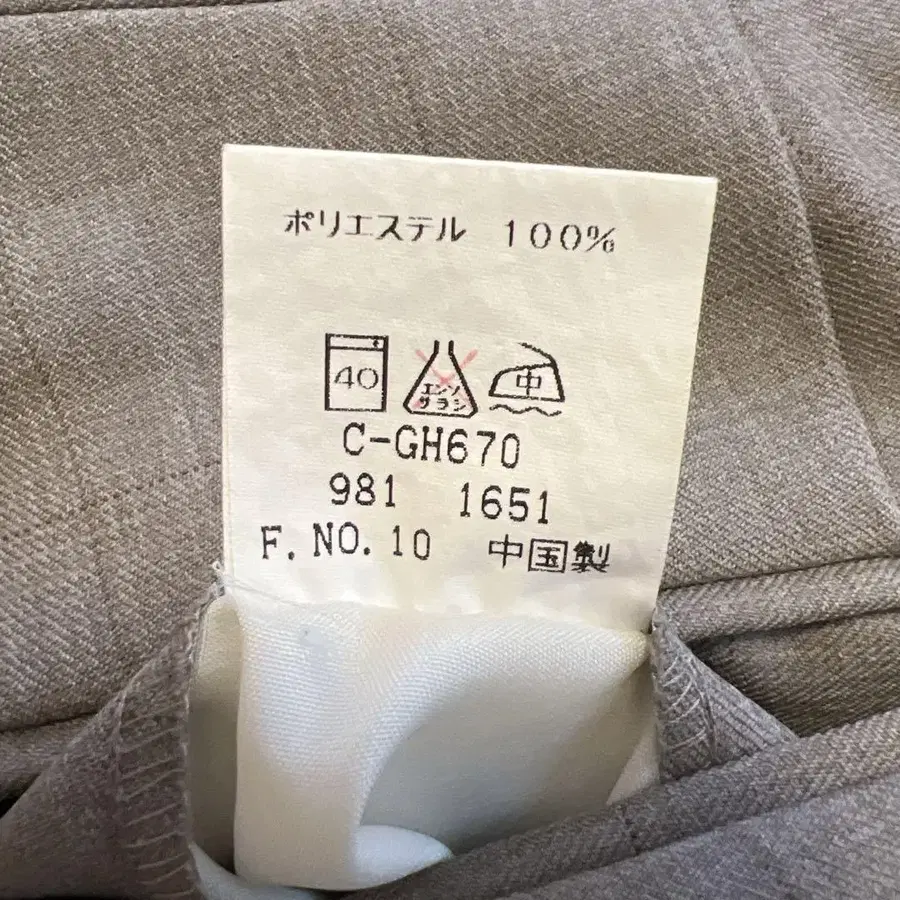 ポリエステル 100%
40 エンソ 中
サラシ
C-GH670
981 1651
F.NO.10 中国製